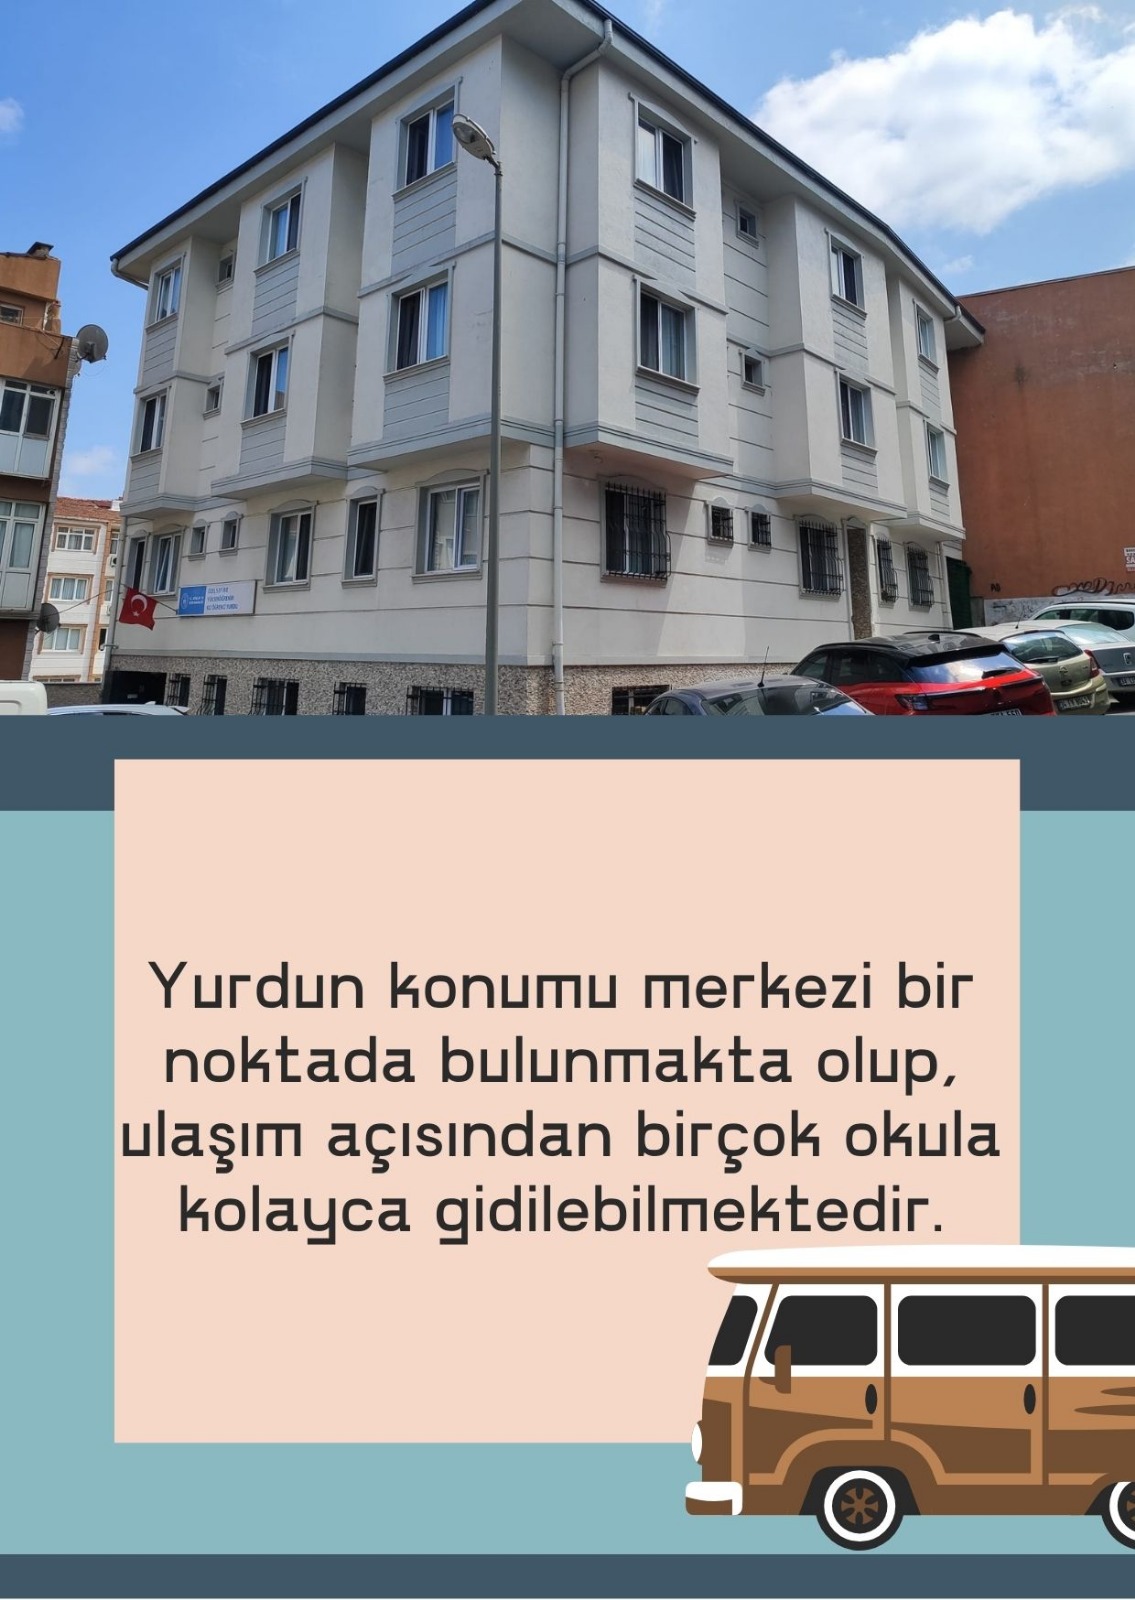 Yurdun konumu merkezi bir
noktada bulunmakta olup,
ulaşım açısından birçok okula
kolayca gidilebilmektedir.